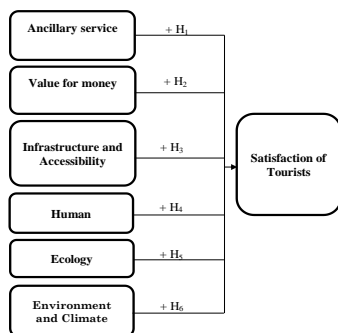 Ancillary service
+ H₁
Value for money
+ H₂
Infrastructure and
Accessibility
+ H₃
Satisfaction of
Tourists
Human
+ H₄
Ecology
+ H₅
Environment
and Climate
+ H₆